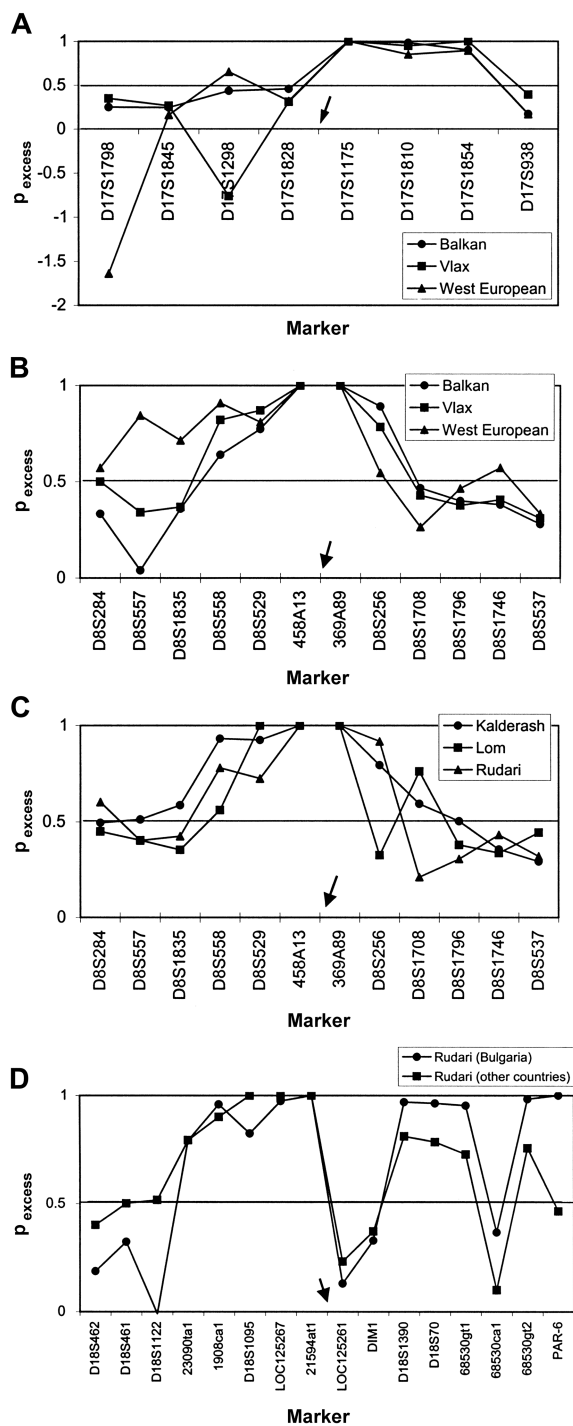 A
1
0.5
0
-0.5
-1
-1.5
-2
p excess
D17S1798
D17S1845
D17S1298
D17S1828
D17S1175
D17S1810
D17S1854
D17S938
Balkan
Vlax
West European
Marker
B
1
0.5
0
p excess
Balkan
Vlax
West European
D8S284
D8S557
D8S1835
D8S558
D8S529
458A13
369A89
D8S256
D8S1708
D8S1796
D8S1746
D8S537
Marker
C
1
0.5
0
p excess
Kalderash
Lom
Rudari
D8S284
D8S557
D8S1835
D8S558
D8S529
458A13
369A89
D8S256
D8S1708
D8S1796
D8S1746
D8S537
Marker
D
Rudari (Bulgaria)
Rudari (other countries)
1
0.5
0
p excess
D18S462
D18S461
D18S1122
23090ta1
1908ca1
D18S1095
LOC125267
21594at1
LOC125261
DIM1
D18S1390
D18S70
68530gt1
68530ca1
68530gt2
PAR-6
Marker